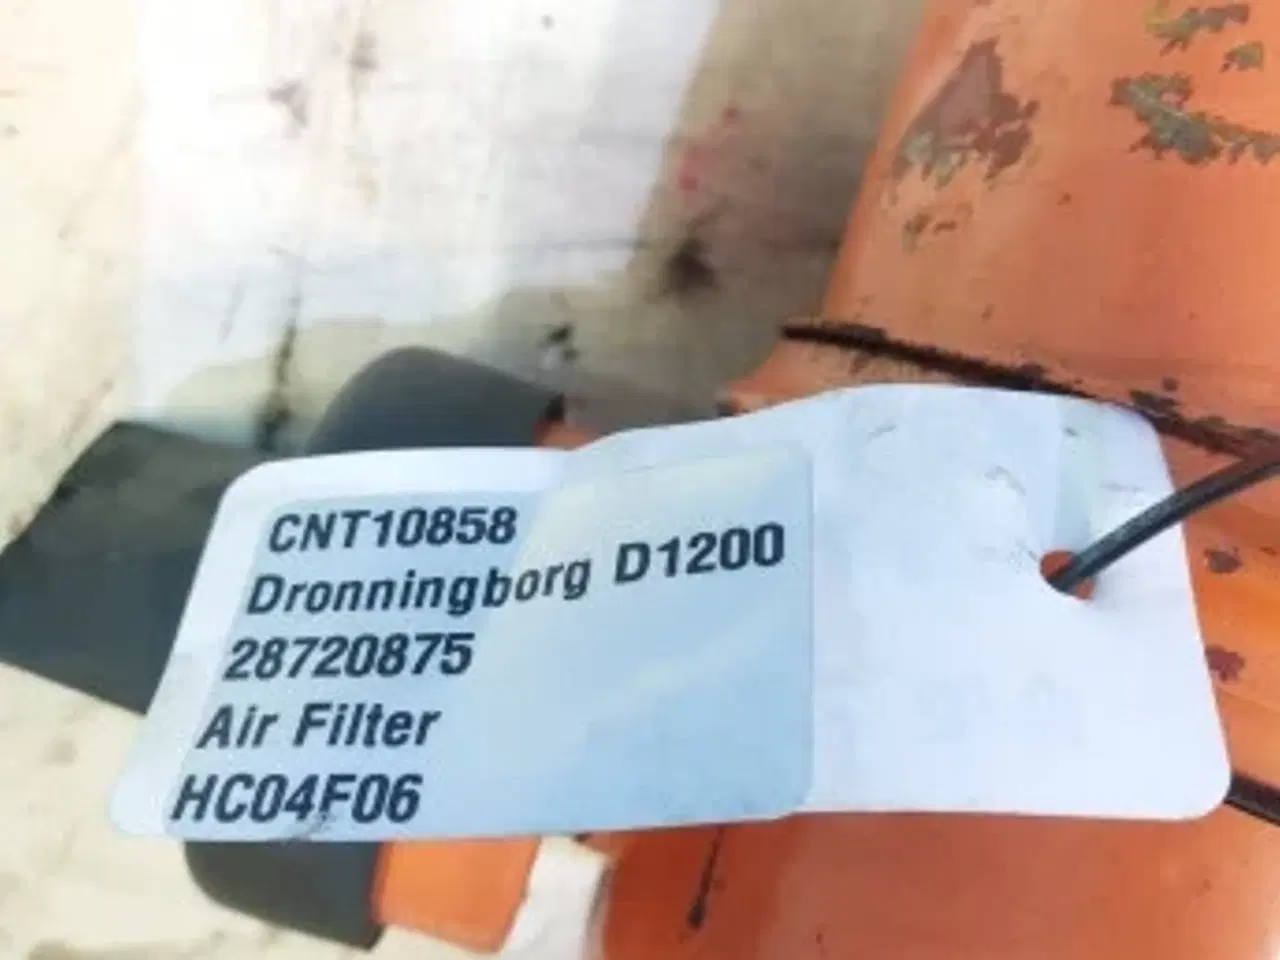 CNT10858
Dronningborg D1200
28720875
Air Filter
HC04F06